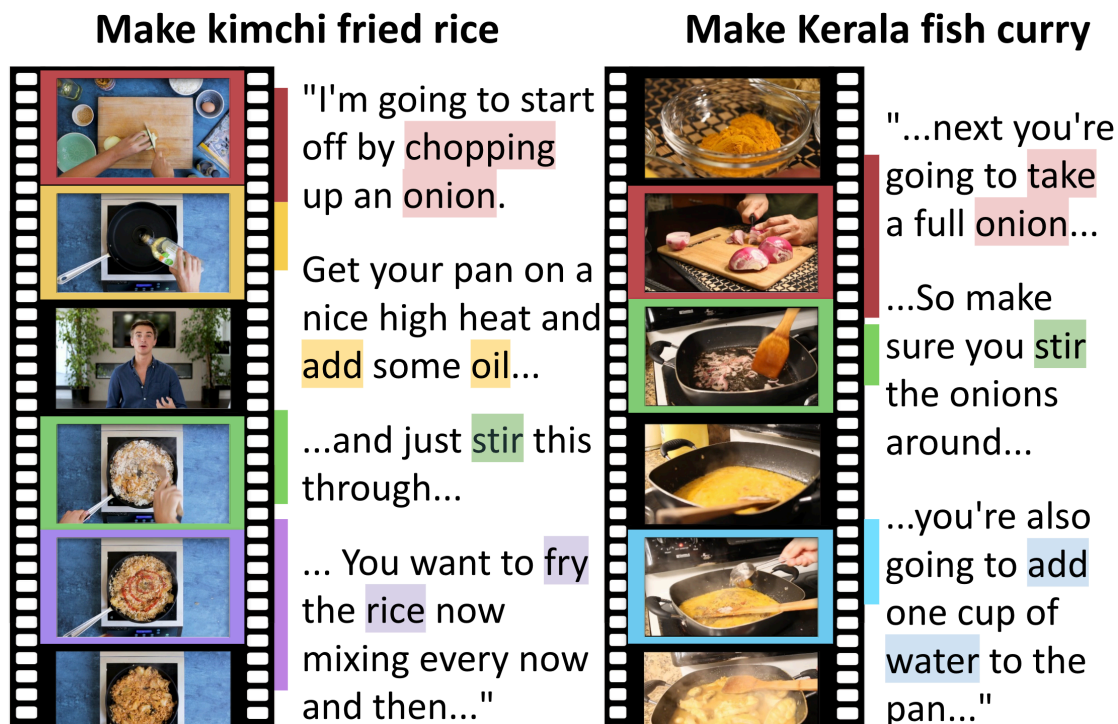 Make kimchi fried rice
"I'm going to start
off by chopping
up an onion.
Get your pan on a
nice high heat and
add some oil...
...and just stir this
through...
... You want to fry
the rice now
mixing every now
and then..."
Make Kerala fish curry
"...next you're
going to take
a full onion...
...So make
sure you stir
the onions
around...
...you're also
going to add
one cup of
water to the
pan..."